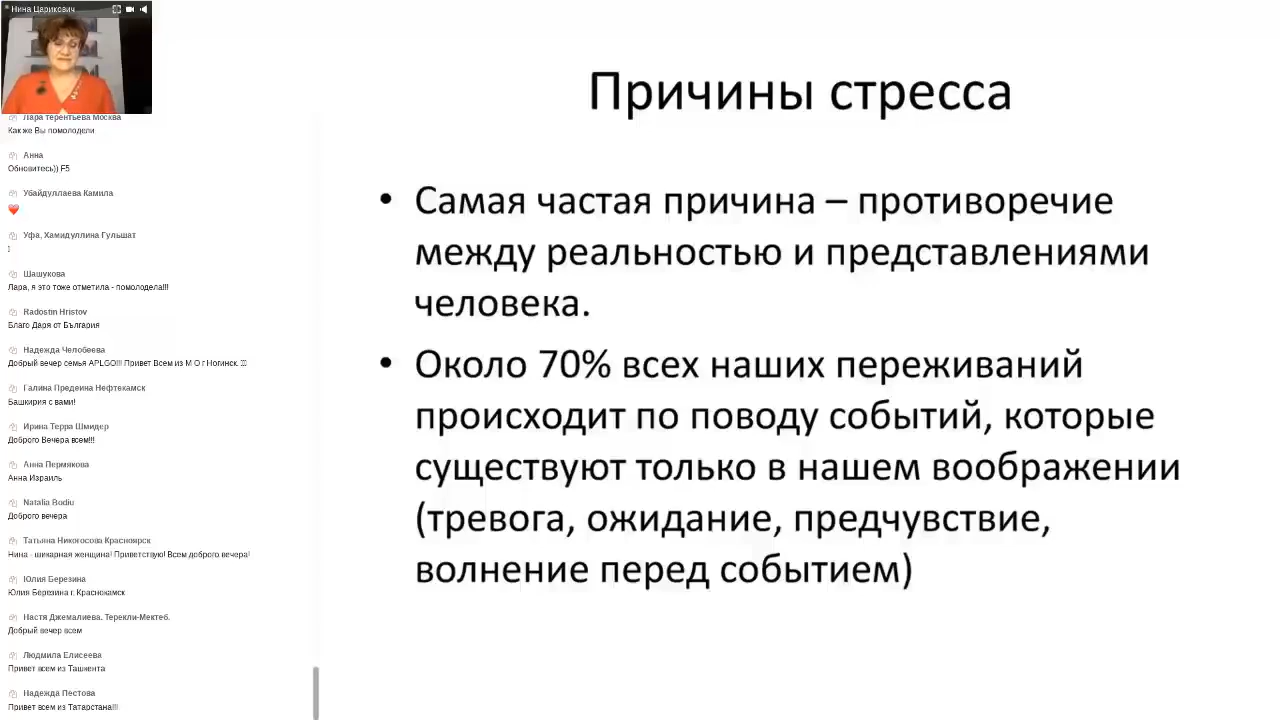 Нина Царикович
Лара Терентьева Москва
Как же Вы помолодели
Анна
Обновитесь)) F5
Убайдуллаева Камила
Уфа, Хамидуллина Гульшат
Шашукова
Лара, я это тоже отметила - помолодела!!!
Radostin Hristov
Благо Даря от България
Надежда Челобеева
Добрый вечер семья APLGO!!! Привет Всем из М О г Ногинск.
Галина Предеина Нефтекамск
Башкирия с вами!
Ирина Терра Шмидер
Доброго Вечера всем!!!
Анна Пермякова
Анна Израиль
Natalia Bodiu
Доброго вечера
Татьяна Никогосова Красноярск
Нина - шикарная женщина! Приветствую! Всем доброго вечера!
Юлия Березина
Юлия Березина г. Краснокамск
Настя Джемалиева. Терекли-Мектеб.
Добрый вечер всем
Людмила Елисеева
Привет всем из Ташкента
Надежда Пестова
Привет всем из Татарстана!!!
Причины стресса
• Самая частая причина – противоречие
между реальностью и представлениями
человека.
• Около 70% всех наших переживаний
происходит по поводу событий, которые
существуют только в нашем воображении
(тревога, ожидание, предчувствие,
волнение перед событием)